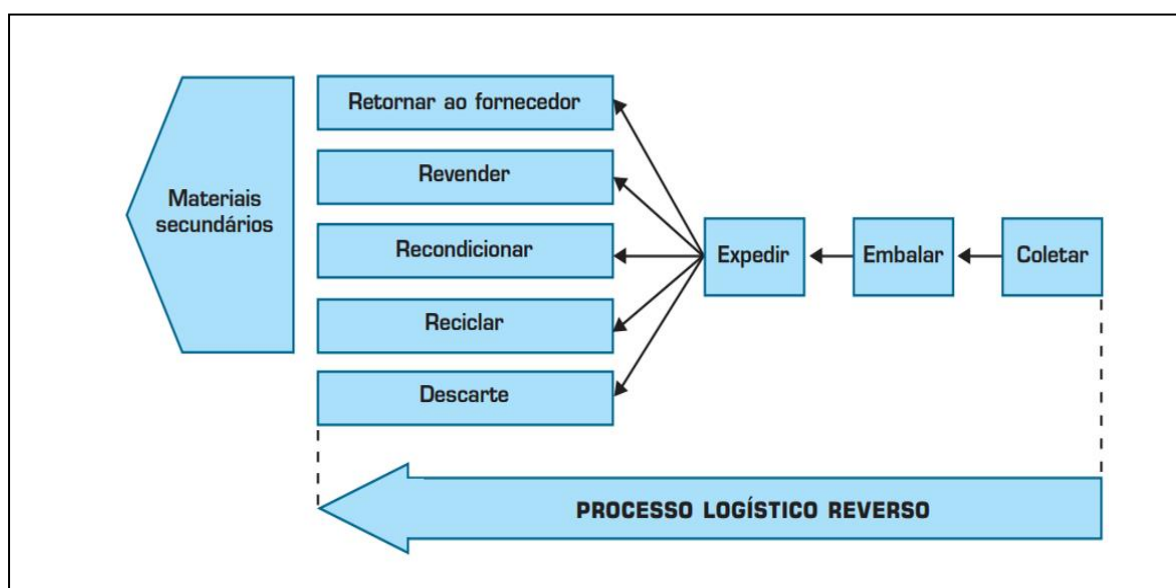 Materiais
secundários
Retornar ao fornecedor
Revender
Recondicionar
Reciclar
Descarte
Expedir
Embalar
Coletar
PROCESSO LOGÍSTICO REVERSO